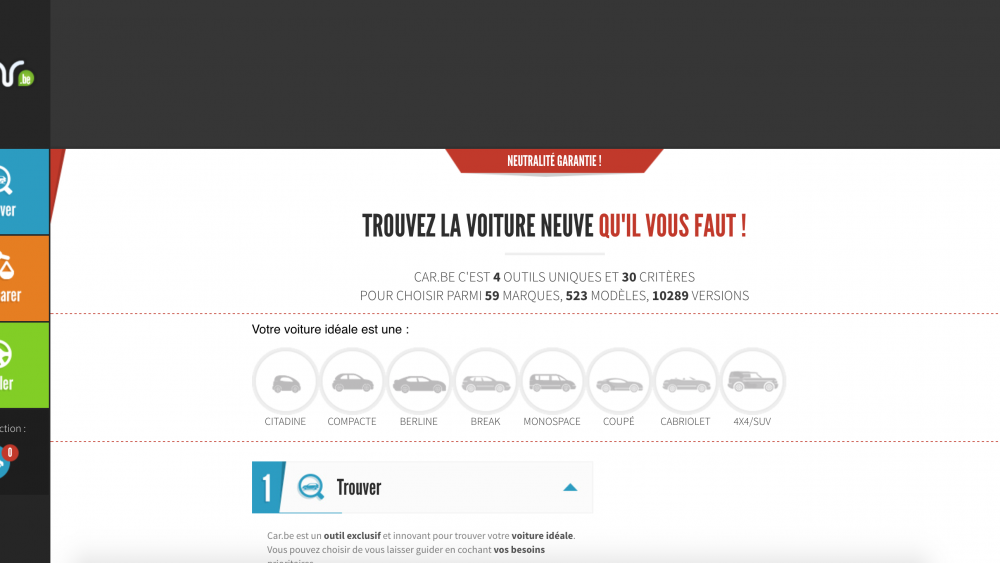 .be
NEUTRALITÉ GARANTIE !
TROUVEZ LA VOITURE NEUVE QU'IL VOUS FAUT !
CAR.BE C'EST 4 OUTILS UNIQUES ET 30 CRITÈRES
POUR CHOISIR PARMI 59 MARQUES, 523 MODÈLES, 10289 VERSIONS
Votre voiture idéale est une :
CITADINE COMPACTE BERLINE BREAK MONOSPACE COUPÉ CABRIOLET 4X4/SUV
ver
arer
der
ction :
0
1 Trouver
Car.be est un outil exclusif et innovant pour trouver votre voiture idéale.
Vous pouvez choisir de vous laisser guider en cochant vos besoins